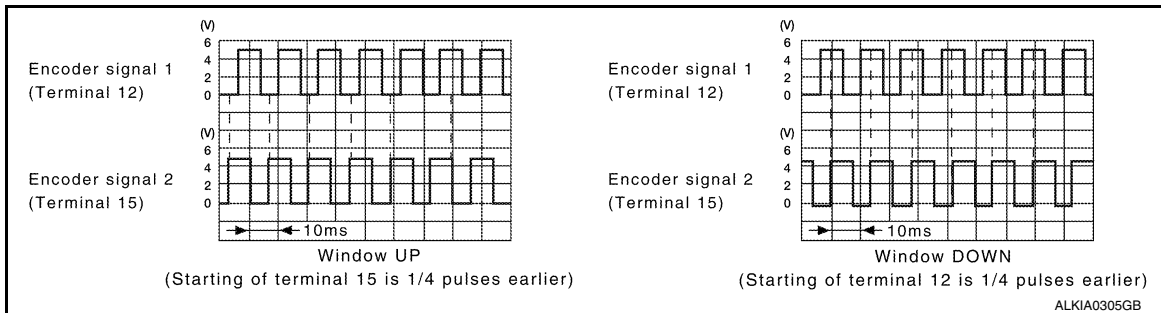 (V)
6
4
2
0
Encoder signal 1
(Terminal 12)
(V)
6
4
2
0
Encoder signal 2
(Terminal 15)
10ms
Window UP
(Starting of terminal 15 is 1/4 pulses earlier)
(V)
6
4
2
0
Encoder signal 1
(Terminal 12)
(V)
6
4
2
0
Encoder signal 2
(Terminal 15)
10ms
Window DOWN
(Starting of terminal 12 is 1/4 pulses earlier)
ALKIA0305GB